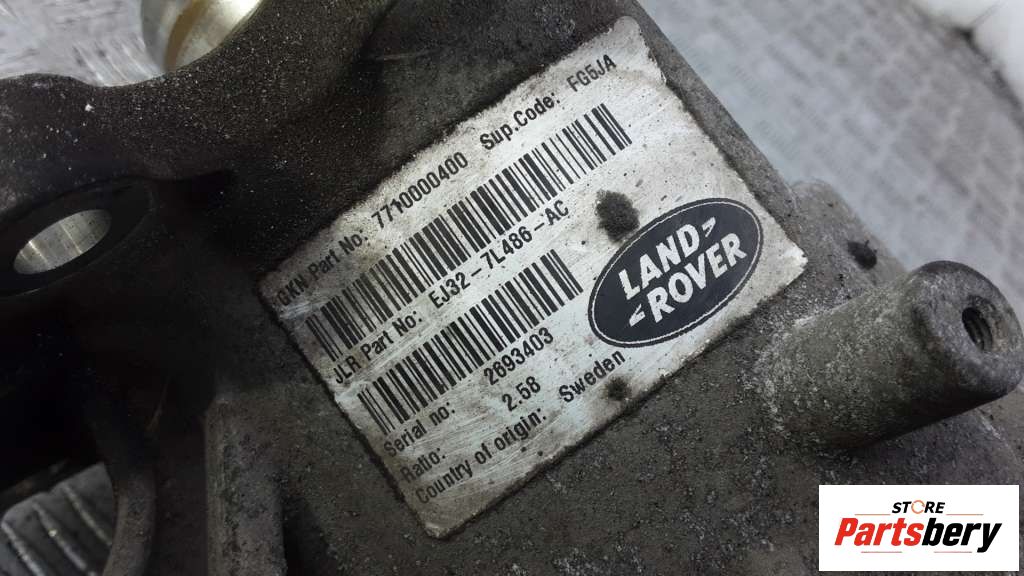 GKN Part No: 7710000400 Sup.Code: FG5JA
JLR Part No: EJ32-7L486-AC
Serial no: 2693403
Ratio: 2.58
Country of origin: Sweden
LAND
ROVER
STORE
Partsbery